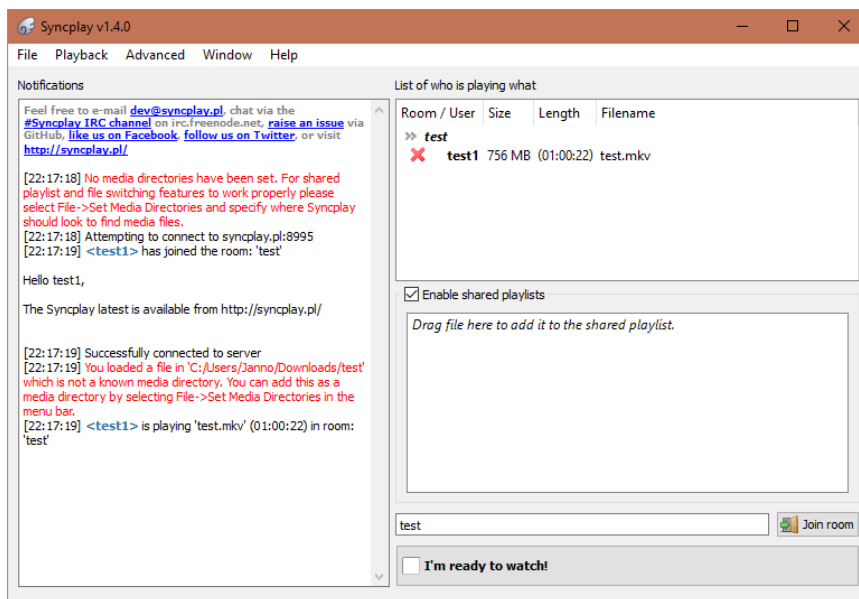 Syncplay v1.4.0
File Playback Advanced Window Help
Notifications
Feel free to e-mail dev@syncplay.pl, chat via the
#Syncplay IRC channel on irc.freenode.net, raise an issue via
GitHub, like us on Facebook, follow us on Twitter, or visit
http://syncplay.pl/
[22:17:18] No media directories have been set. For shared
playlist and file switching features to work properly please
select File->Set Media Directories and specify where Syncplay
should look to find media files.
[22:17:18] Attempting to connect to syncplay.pl:8995
[22:17:19] <test1> has joined the room: 'test'
Hello test1,
The Syncplay latest is available from http://syncplay.pl/
[22:17:19] Successfully connected to server
[22:17:19] You loaded a file in 'C:/Users/Janno/Downloads/test'
which is not a known media directory. You can add this as a
media directory by selecting File->Set Media Directories in the
menu bar.
[22:17:19] <test1> is playing 'test.mkv' (01:00:22) in room:
'test'
List of who is playing what
Room / User Size Length Filename
test
test1 756 MB (01:00:22) test.mkv
Enable shared playlists
Drag file here to add it to the shared playlist.
test
Join room
I'm ready to watch!